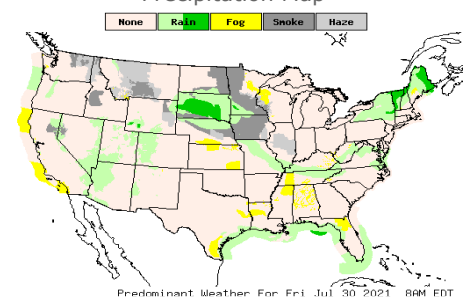 Precipitation Map
None Rain Fog Smoke Haze
Predominant Weather For Fri Jul 30 2021 8AM EDT